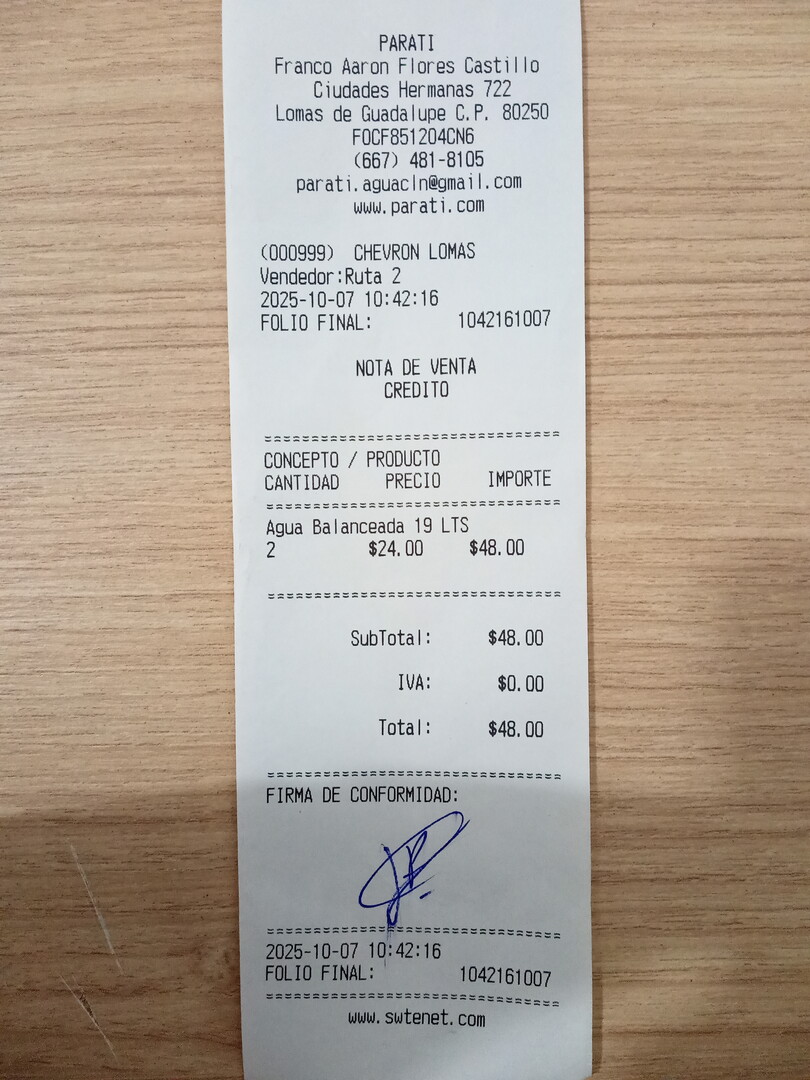 PARATI
Franco Aaron Flores Castillo
Ciudades Hermanas 722
Lomas de Guadalupe C.P. 80250
FOCF851204CN6
(667) 481-8105
parati.aguacln@gmail.com
www.parati.com
(000999) CHEVRON LOMAS
Vendedor:Ruta 2
2025-10-07 10:42:16
FOLIO FINAL: 1042161007
NOTA DE VENTA
CREDITO
CONCEPTO / PRODUCTO
CANTIDAD PRECIO IMPORTE
Agua Balanceada 19 LTS
2 $24.00 $48.00
SubTotal: $48.00
IVA: $0.00
Total: $48.00
FIRMA DE CONFORMIDAD:
2025-10-07 10:42:16
FOLIO FINAL: 1042161007
www.swtenet.com